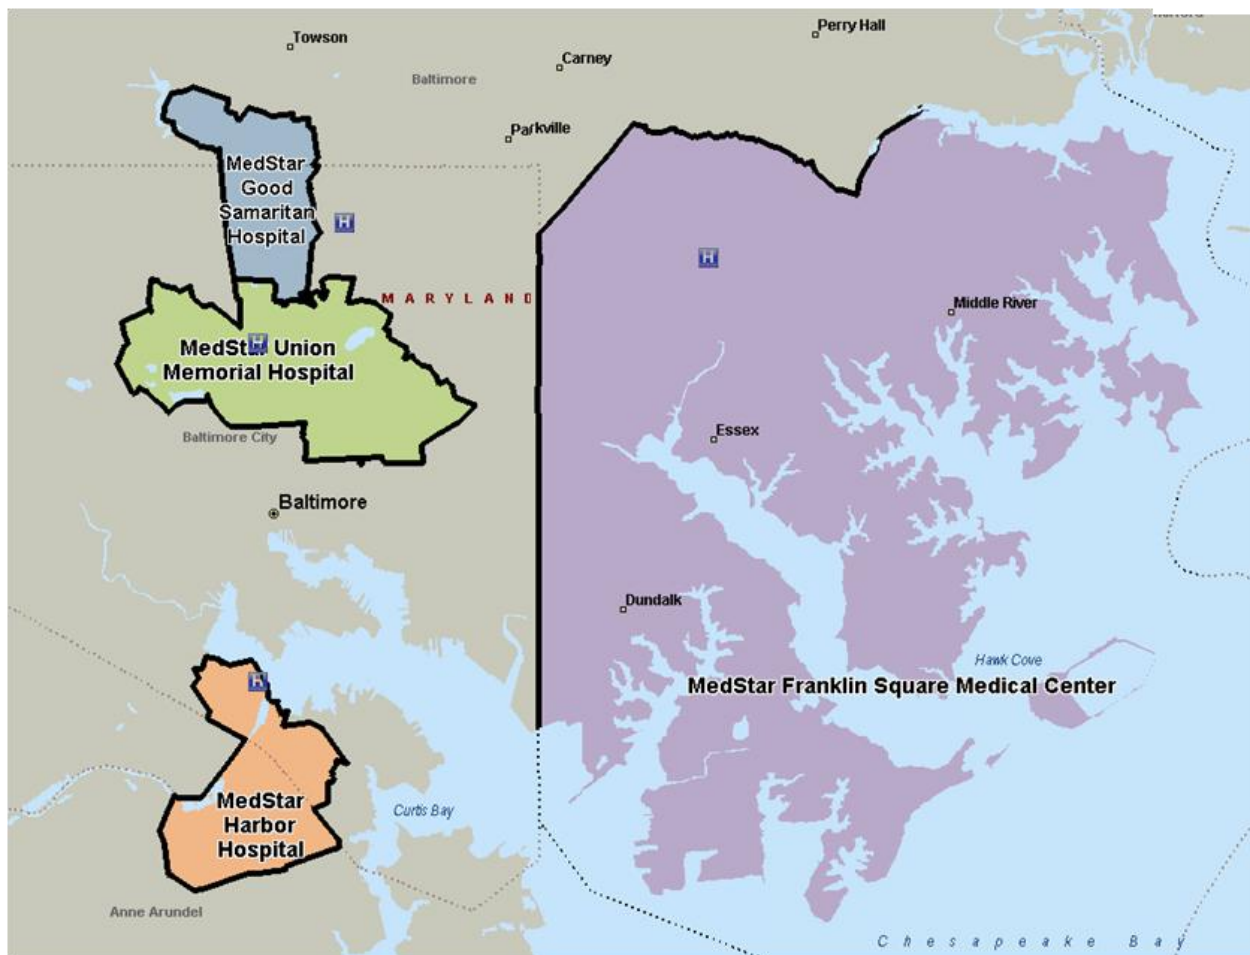 Towson
Perry Hall
Carney
Baltimore
Parkville
MedStar
Good
Samaritan
Hospital
H
H
MARYLAND
Middle River
H
MedStar Union
Memorial Hospital
Essex
Baltimore City
Baltimore
Dundalk
Hawk Cove
H
MedStar Franklin Square Medical Center
MedStar
Harbor
Hospital
Curtis Bay
Anne Arundel
Chesapeake Bay